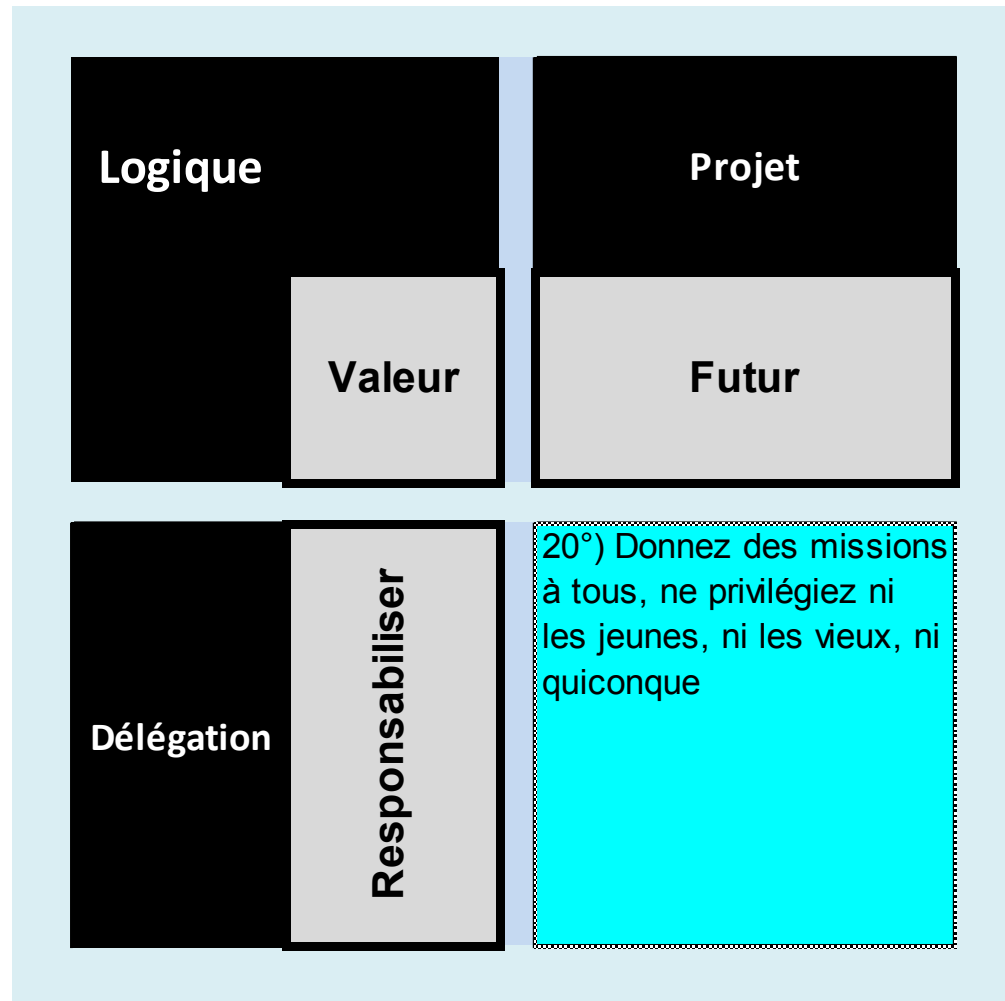 Logique
Projet
Valeur
Futur
Délégation
Responsabiliser
20°) Donnez des missions
à tous, ne privilégiez ni
les jeunes, ni les vieux, ni
quiconque